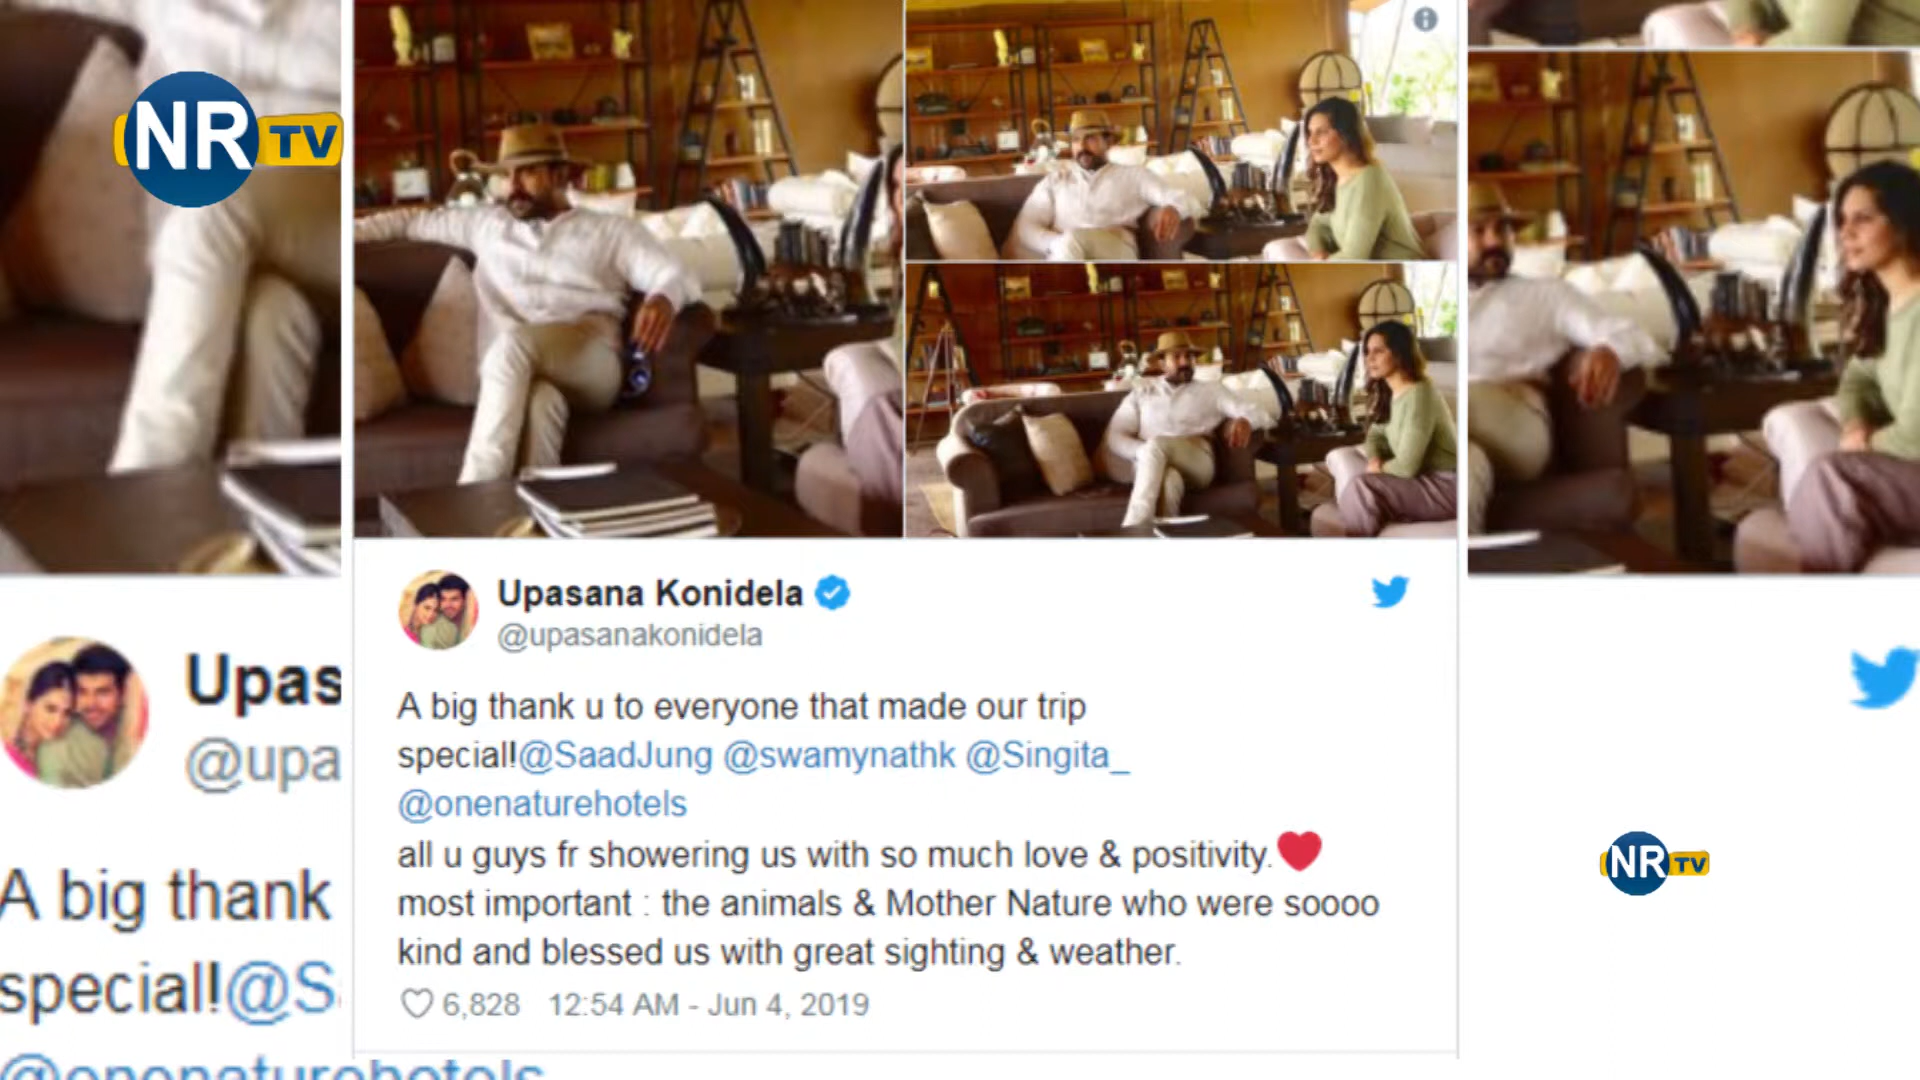 NR TV
Upasana Konidela
@upasanakonidela
A big thank u to everyone that made our trip
special!@SaadJung @swamynathk @Singita_
@onenaturehotels
all u guys fr showering us with so much love & positivity.❤
most important : the animals & Mother Nature who were soooo
kind and blessed us with great sighting & weather.
6,828 12:54 AM - Jun 4, 2019
Upas
@upa
A big thank
special!@S
@onenaturehotels
NR TV